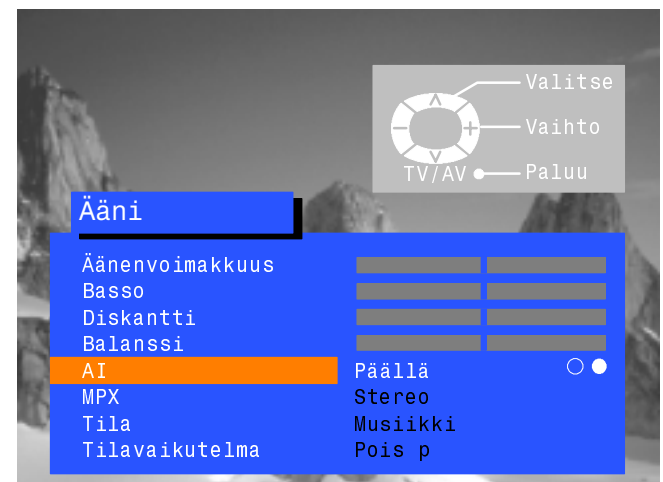 Valitse
Vaihto
TV/AV Paluu
Ääni
Äänenvoimakkuus
Basso
Diskantti
Balanssi
AI Päällä
MPX Stereo
Tila Musiikki
Tilavaikutelma Pois p